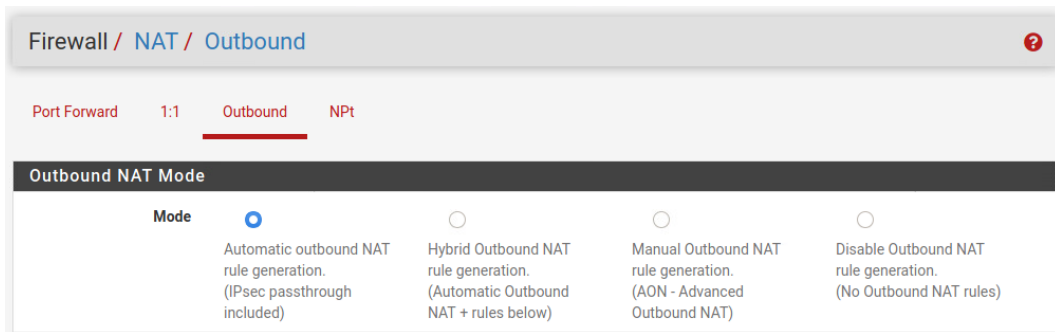 Firewall / NAT / Outbound
Port Forward 1:1 Outbound NPt
Outbound NAT Mode
Mode
Automatic outbound NAT
rule generation.
(IPsec passthrough
included)
Hybrid Outbound NAT
rule generation.
(Automatic Outbound
NAT + rules below)
Manual Outbound NAT
rule generation.
(AON - Advanced
Outbound NAT)
Disable Outbound NAT
rule generation.
(No Outbound NAT rules)